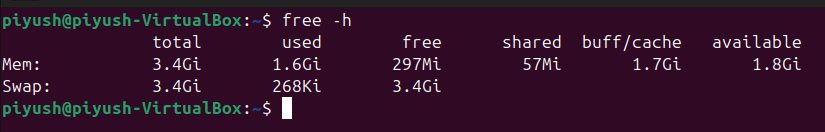 piyush@piyush-VirtualBox:~$ free -h
total used free shared buff/cache available
Mem: 3.4Gi 1.6Gi 297Mi 57Mi 1.7Gi 1.8Gi
Swap: 3.4Gi 268Ki 3.4Gi
piyush@piyush-VirtualBox:~$